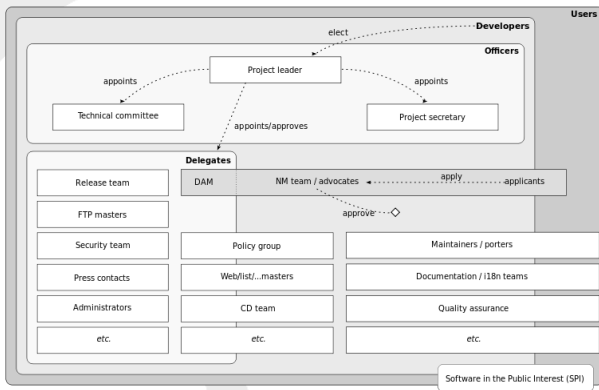 Users
Developers
elect
Officers
Project leader
appoints
appoints
Technical committee
Project secretary
appoints/approves
Delegates
Release team
DAM
NM team / advocates
apply
applicants
FTP masters
approve
Security team
Policy group
Maintainers / porters
Press contacts
Web/list/...masters
Documentation / i18n teams
Administrators
CD team
Quality assurance
etc.
etc.
etc.
Software in the Public Interest (SPI)